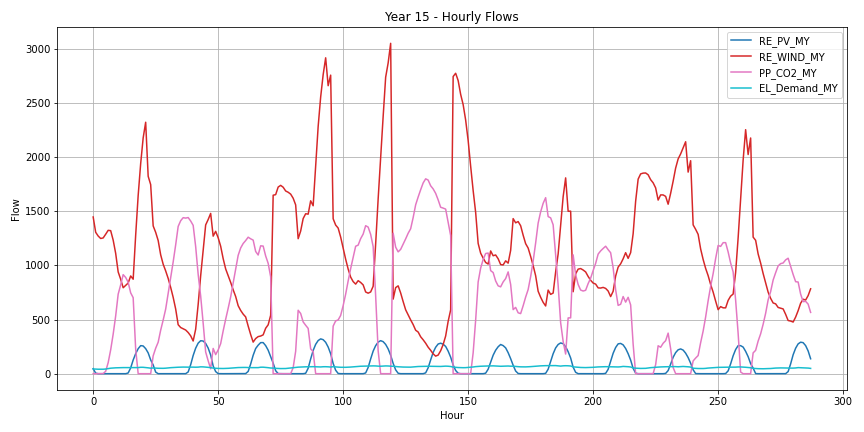 Year 15 - Hourly Flows
RE_PV_MY
RE_WIND_MY
PP_CO2_MY
EL_Demand_MY
3000
2500
2000
1500
1000
500
0
Flow
0 50 100 150 200 250 300
Hour